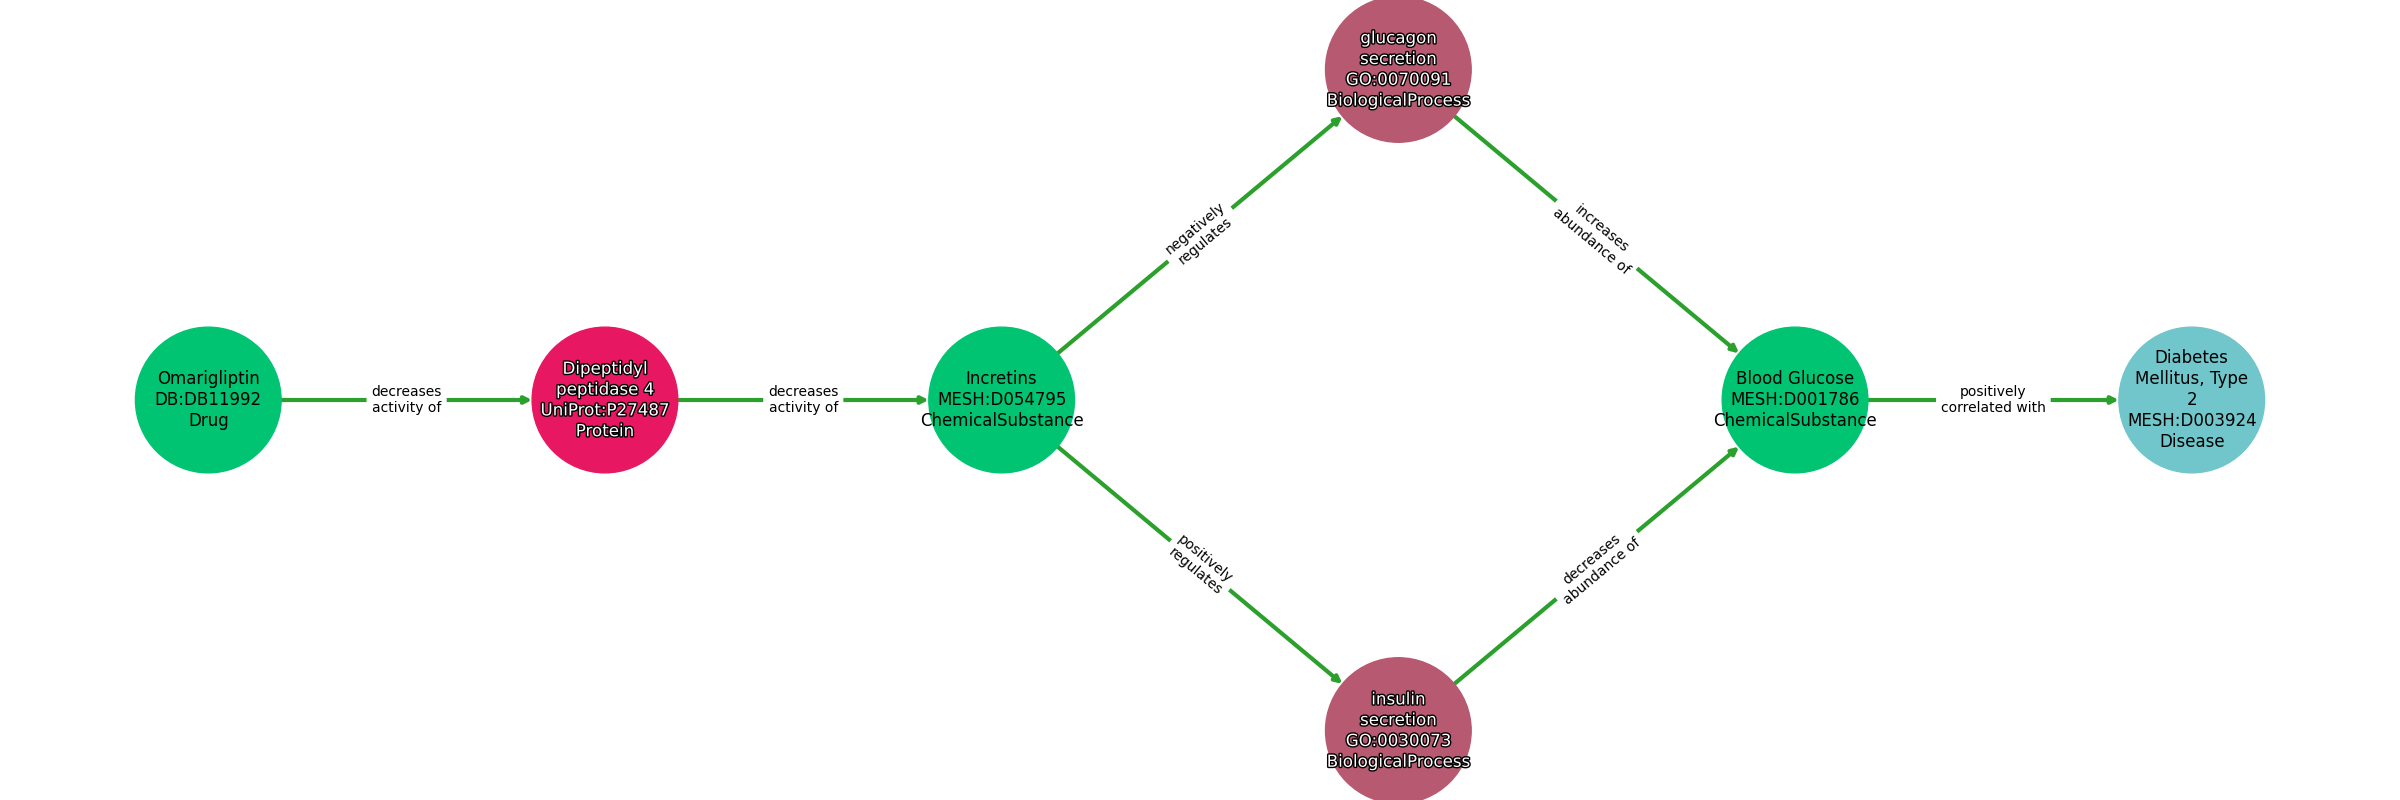 glucagon
secretion
GO:0070091
BiologicalProcess
negatively
regulates
increases
abundance of
Omarigliptin
DB:DB11992
Drug
decreases
activity of
Dipeptidyl
peptidase 4
UniProt:P27487
Protein
decreases
activity of
Incretins
MESH:D054795
ChemicalSubstance
Blood Glucose
MESH:D001786
ChemicalSubstance
positively
correlated with
Diabetes
Mellitus, Type
2
MESH:D003924
Disease
positively
regulates
decreases
abundance of
insulin
secretion
GO:0030073
BiologicalProcess